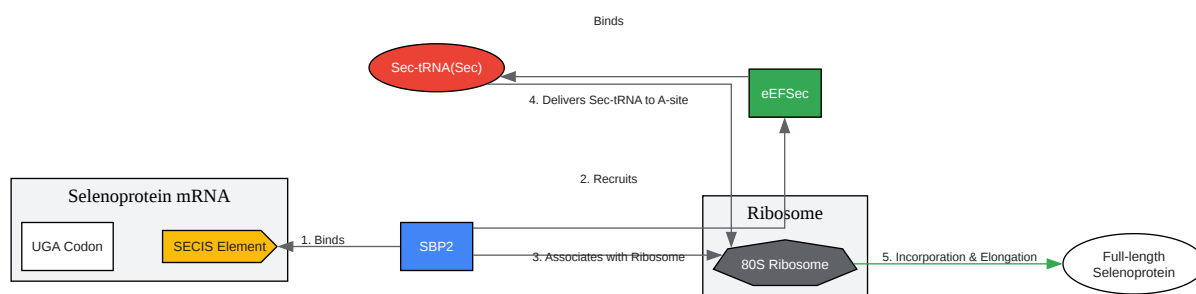 Binds
Sec-tRNA(Sec)
eEFSec
4. Delivers Sec-tRNA to A-site
2. Recruits
Selenoprotein mRNA
Ribosome
UGA Codon
SECIS Element
1. Binds
SBP2
3. Associates with Ribosome
80S Ribosome
5. Incorporation & Elongation
Full-length
Selenoprotein